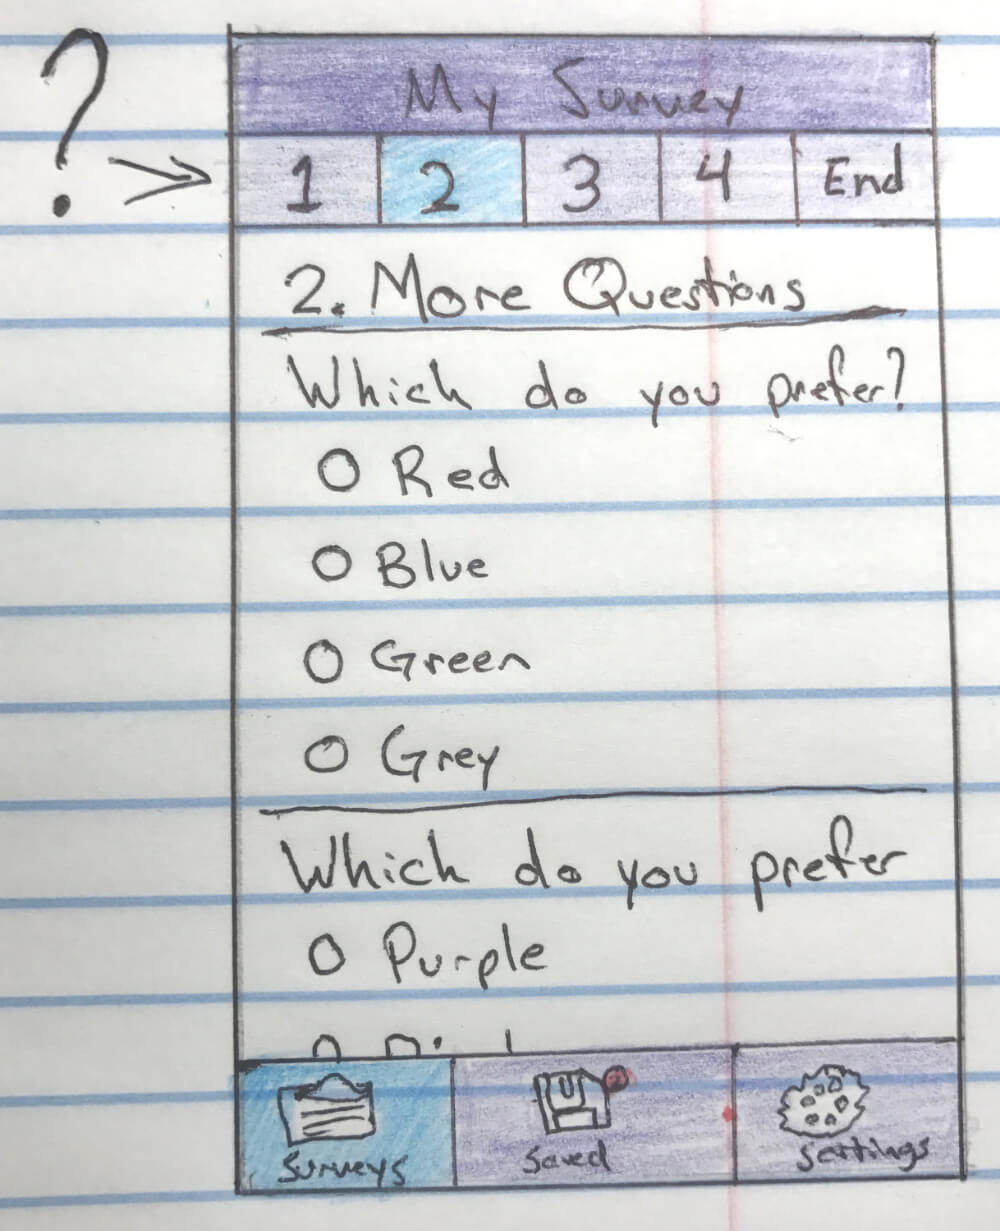 ?
My Survey
1 2 3 4 End
2. More Questions
Which do you prefer?
Red
Blue
Green
Grey
Which do you prefer
Purple
Surveys Saved Settings